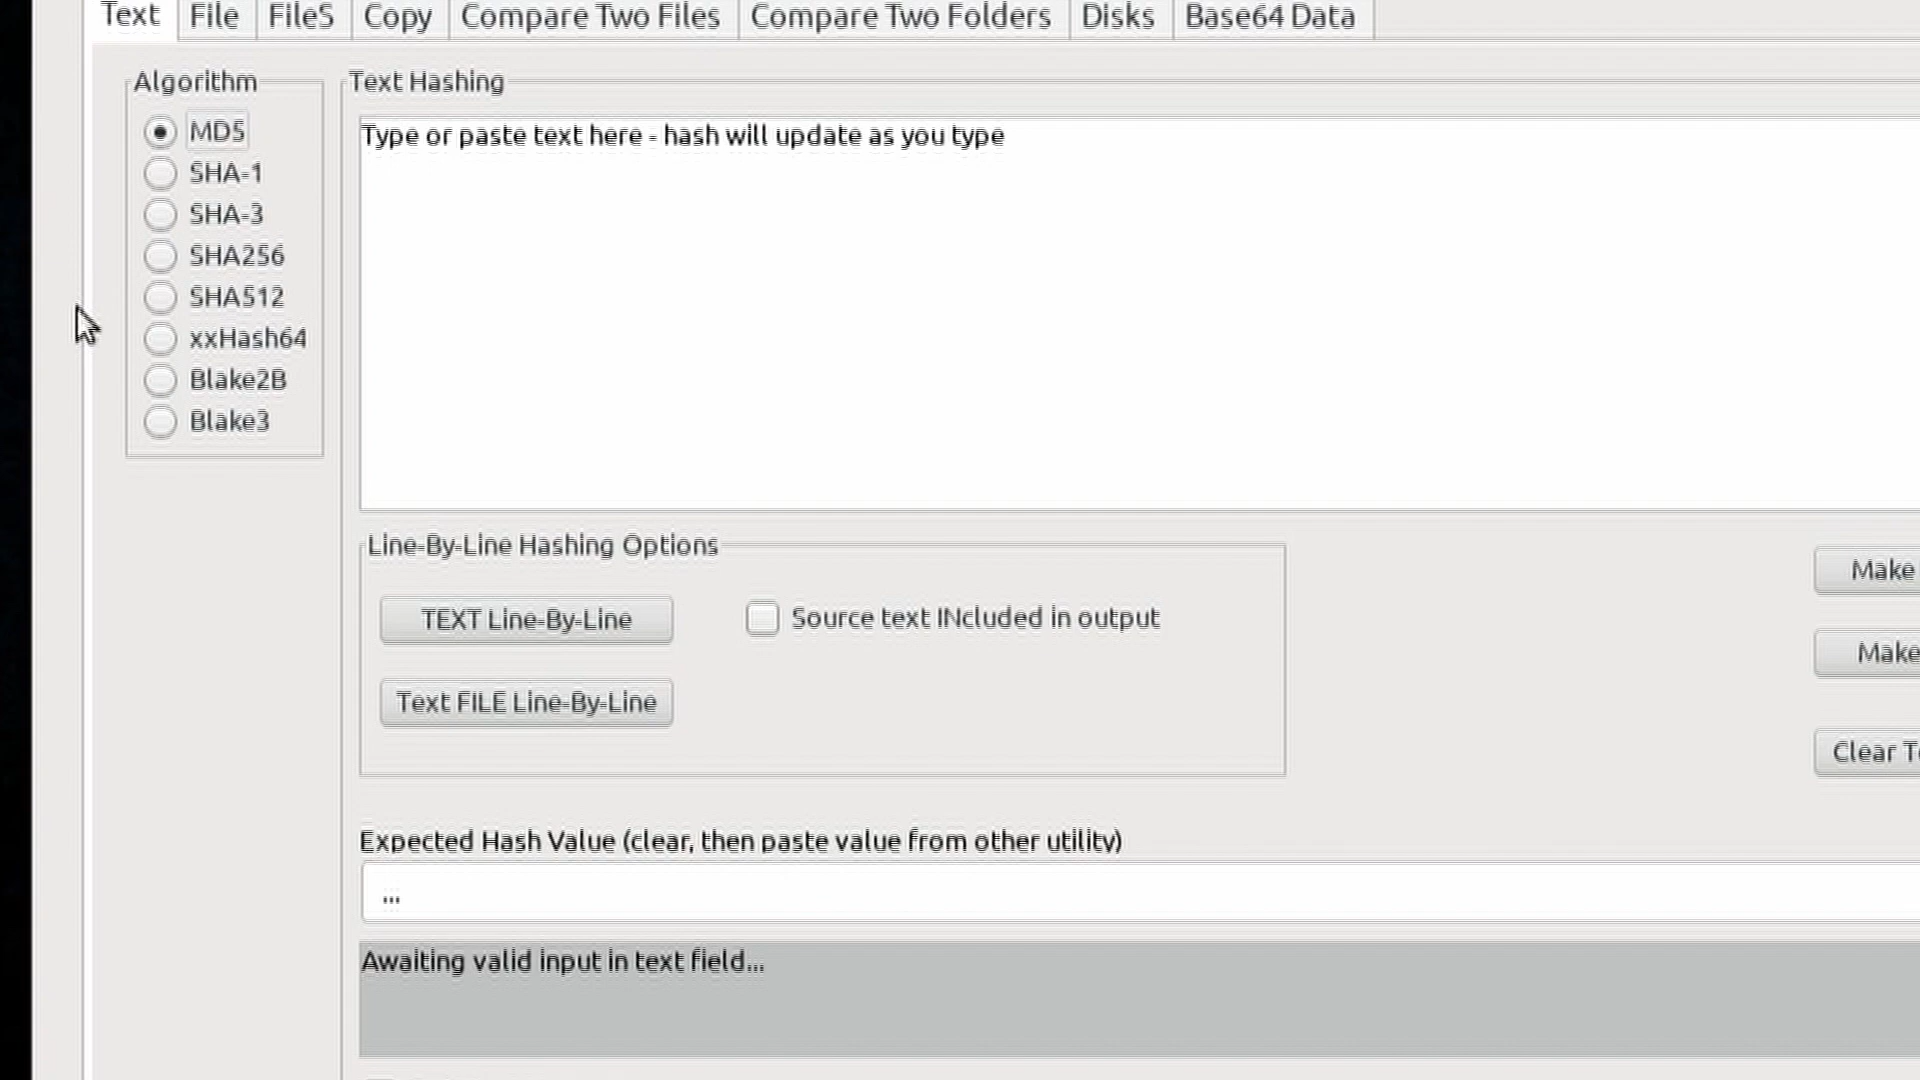 Text File FileS Copy Compare Two Files Compare Two Folders Disks Base64 Data
Algorithm
MD5
SHA-1
SHA-3
SHA256
SHA512
xxHash64
Blake2B
Blake3
Text Hashing
Type or paste text here - hash will update as you type
Line-By-Line Hashing Options
TEXT Line-By-Line
Source text INcluded in output
Text FILE Line-By-Line
Make
Make
Clear
Expected Hash Value (clear, then paste value from other utility)
...
Awaiting valid input in text field...